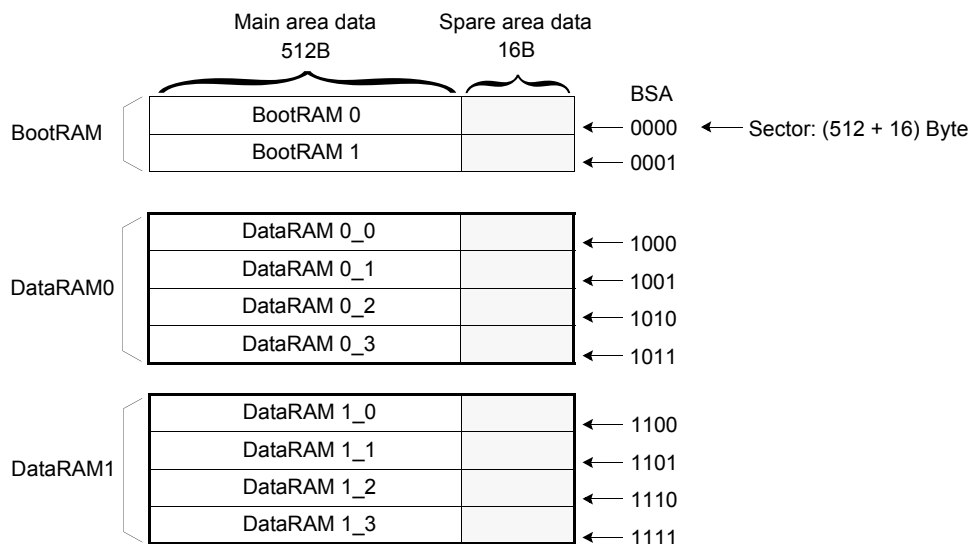 Main area data
512B
Spare area data
16B
BSA
BootRAM
BootRAM 0
0000
Sector: (512 + 16) Byte
BootRAM 1
0001
DataRAM0
DataRAM 0_0
1000
DataRAM 0_1
1001
DataRAM 0_2
1010
DataRAM 0_3
1011
DataRAM1
DataRAM 1_0
1100
DataRAM 1_1
1101
DataRAM 1_2
1110
DataRAM 1_3
1111